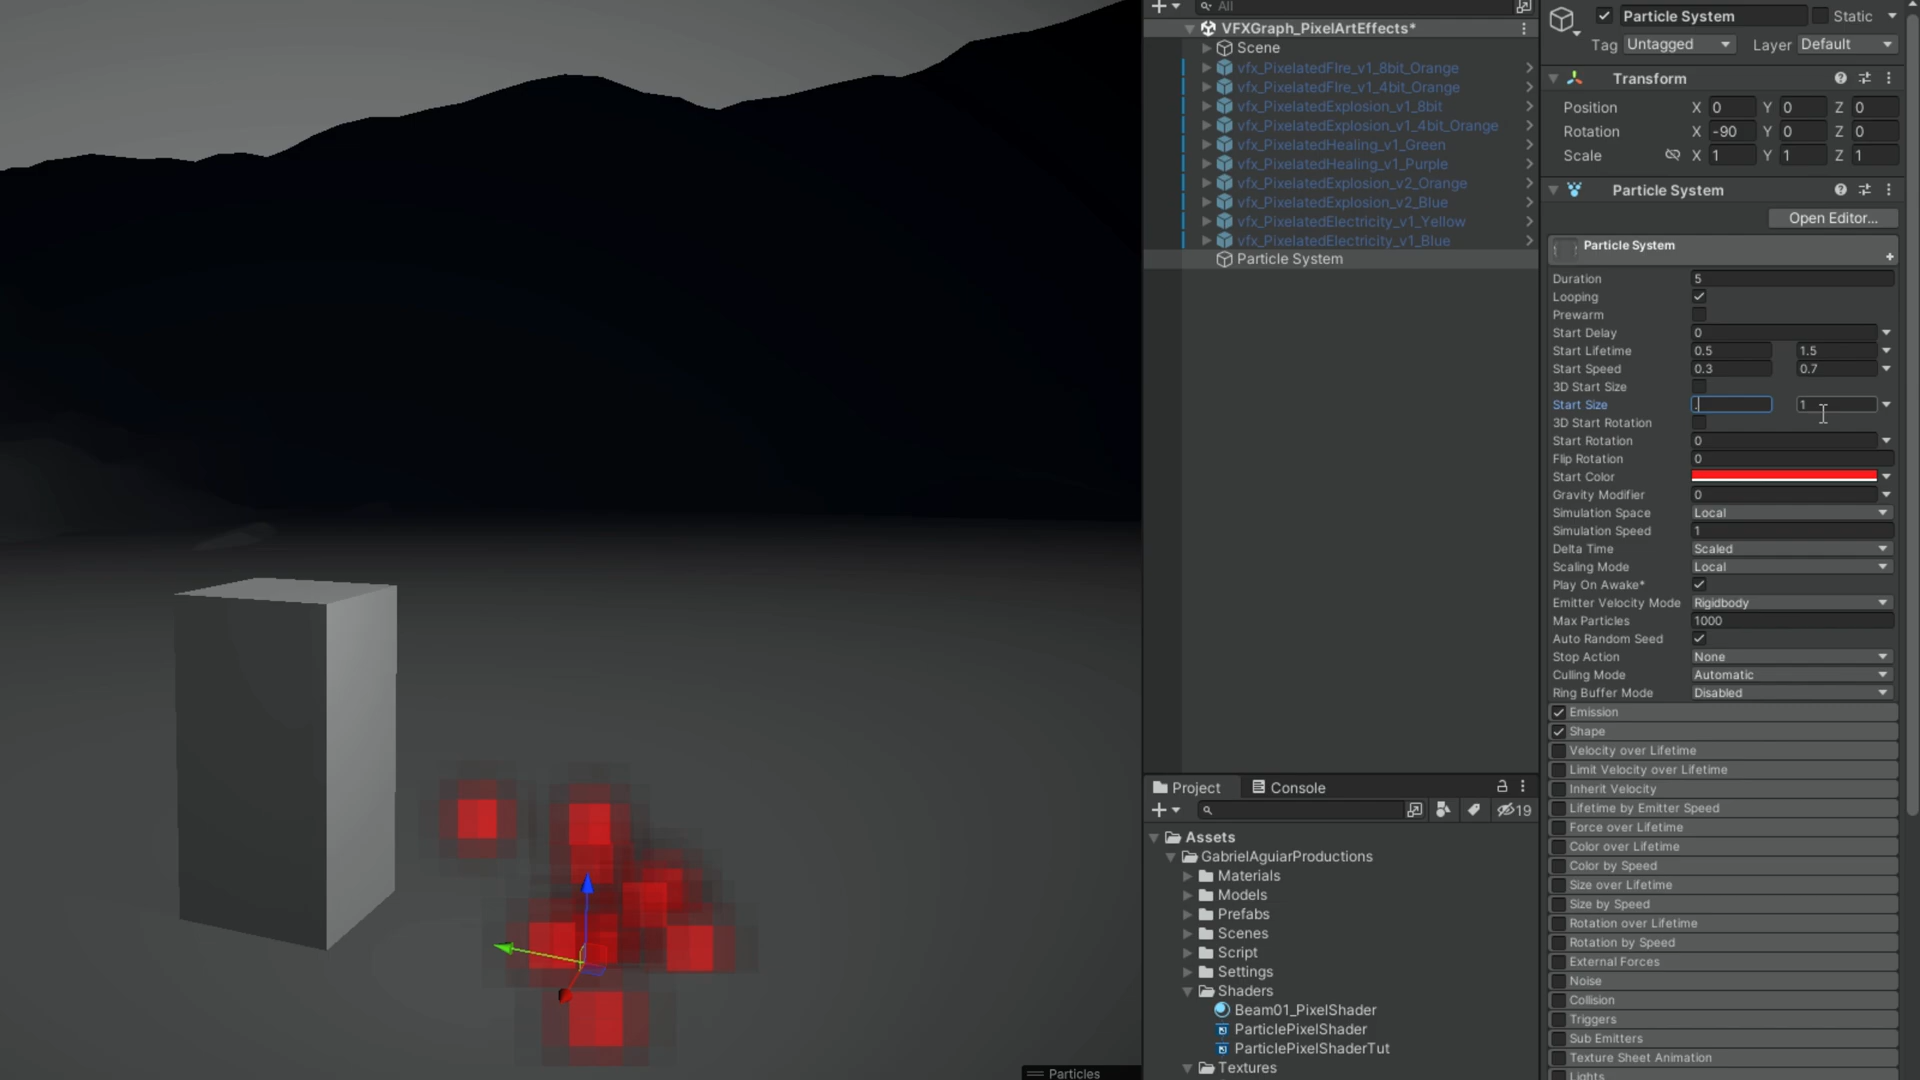 All
VFXGraph_PixelArtEffects*
Scene
vfx_PixelatedFIre_v1_8bit_Orange
vfx_PixelatedFIre_v1_4bit_Orange
vfx_PixelatedExplosion_v1_8bit
vfx_PixelatedExplosion_v1_4bit_Orange
vfx_PixelatedHealing_v1_Green
vfx_PixelatedHealing_v1_Purple
vfx_PixelatedExplosion_v2_Orange
vfx_PixelatedExplosion_v2_Blue
vfx_PixelatedElectricity_v1_Yellow
vfx_PixelatedElectricity_v1_Blue
Particle System
Particles
Project Console
19
Assets
GabrielAguiarProductions
Materials
Models
Prefabs
Scenes
Script
Settings
Shaders
Beam01_PixelShader
ParticlePixelShader
ParticlePixelShaderTut
Textures
Particle System Static
Tag Untagged Layer Default
Transform
Position X 0 Y 0 Z 0
Rotation X -90 Y 0 Z 0
Scale X 1 Y 1 Z 1
Particle System
Open Editor...
Particle System
Duration 5
Looping
Prewarm
Start Delay 0
Start Lifetime 0.5 1.5
Start Speed 0.3 0.7
3D Start Size
Start Size . 1
3D Start Rotation
Start Rotation 0
Flip Rotation 0
Start Color
Gravity Modifier 0
Simulation Space Local
Simulation Speed 1
Delta Time Scaled
Scaling Mode Local
Play On Awake*
Emitter Velocity Mode Rigidbody
Max Particles 1000
Auto Random Seed
Stop Action None
Culling Mode Automatic
Ring Buffer Mode Disabled
Emission
Shape
Velocity over Lifetime
Limit Velocity over Lifetime
Inherit Velocity
Lifetime by Emitter Speed
Force over Lifetime
Color over Lifetime
Color by Speed
Size over Lifetime
Size by Speed
Rotation over Lifetime
Rotation by Speed
External Forces
Noise
Collision
Triggers
Sub Emitters
Texture Sheet Animation
Lights